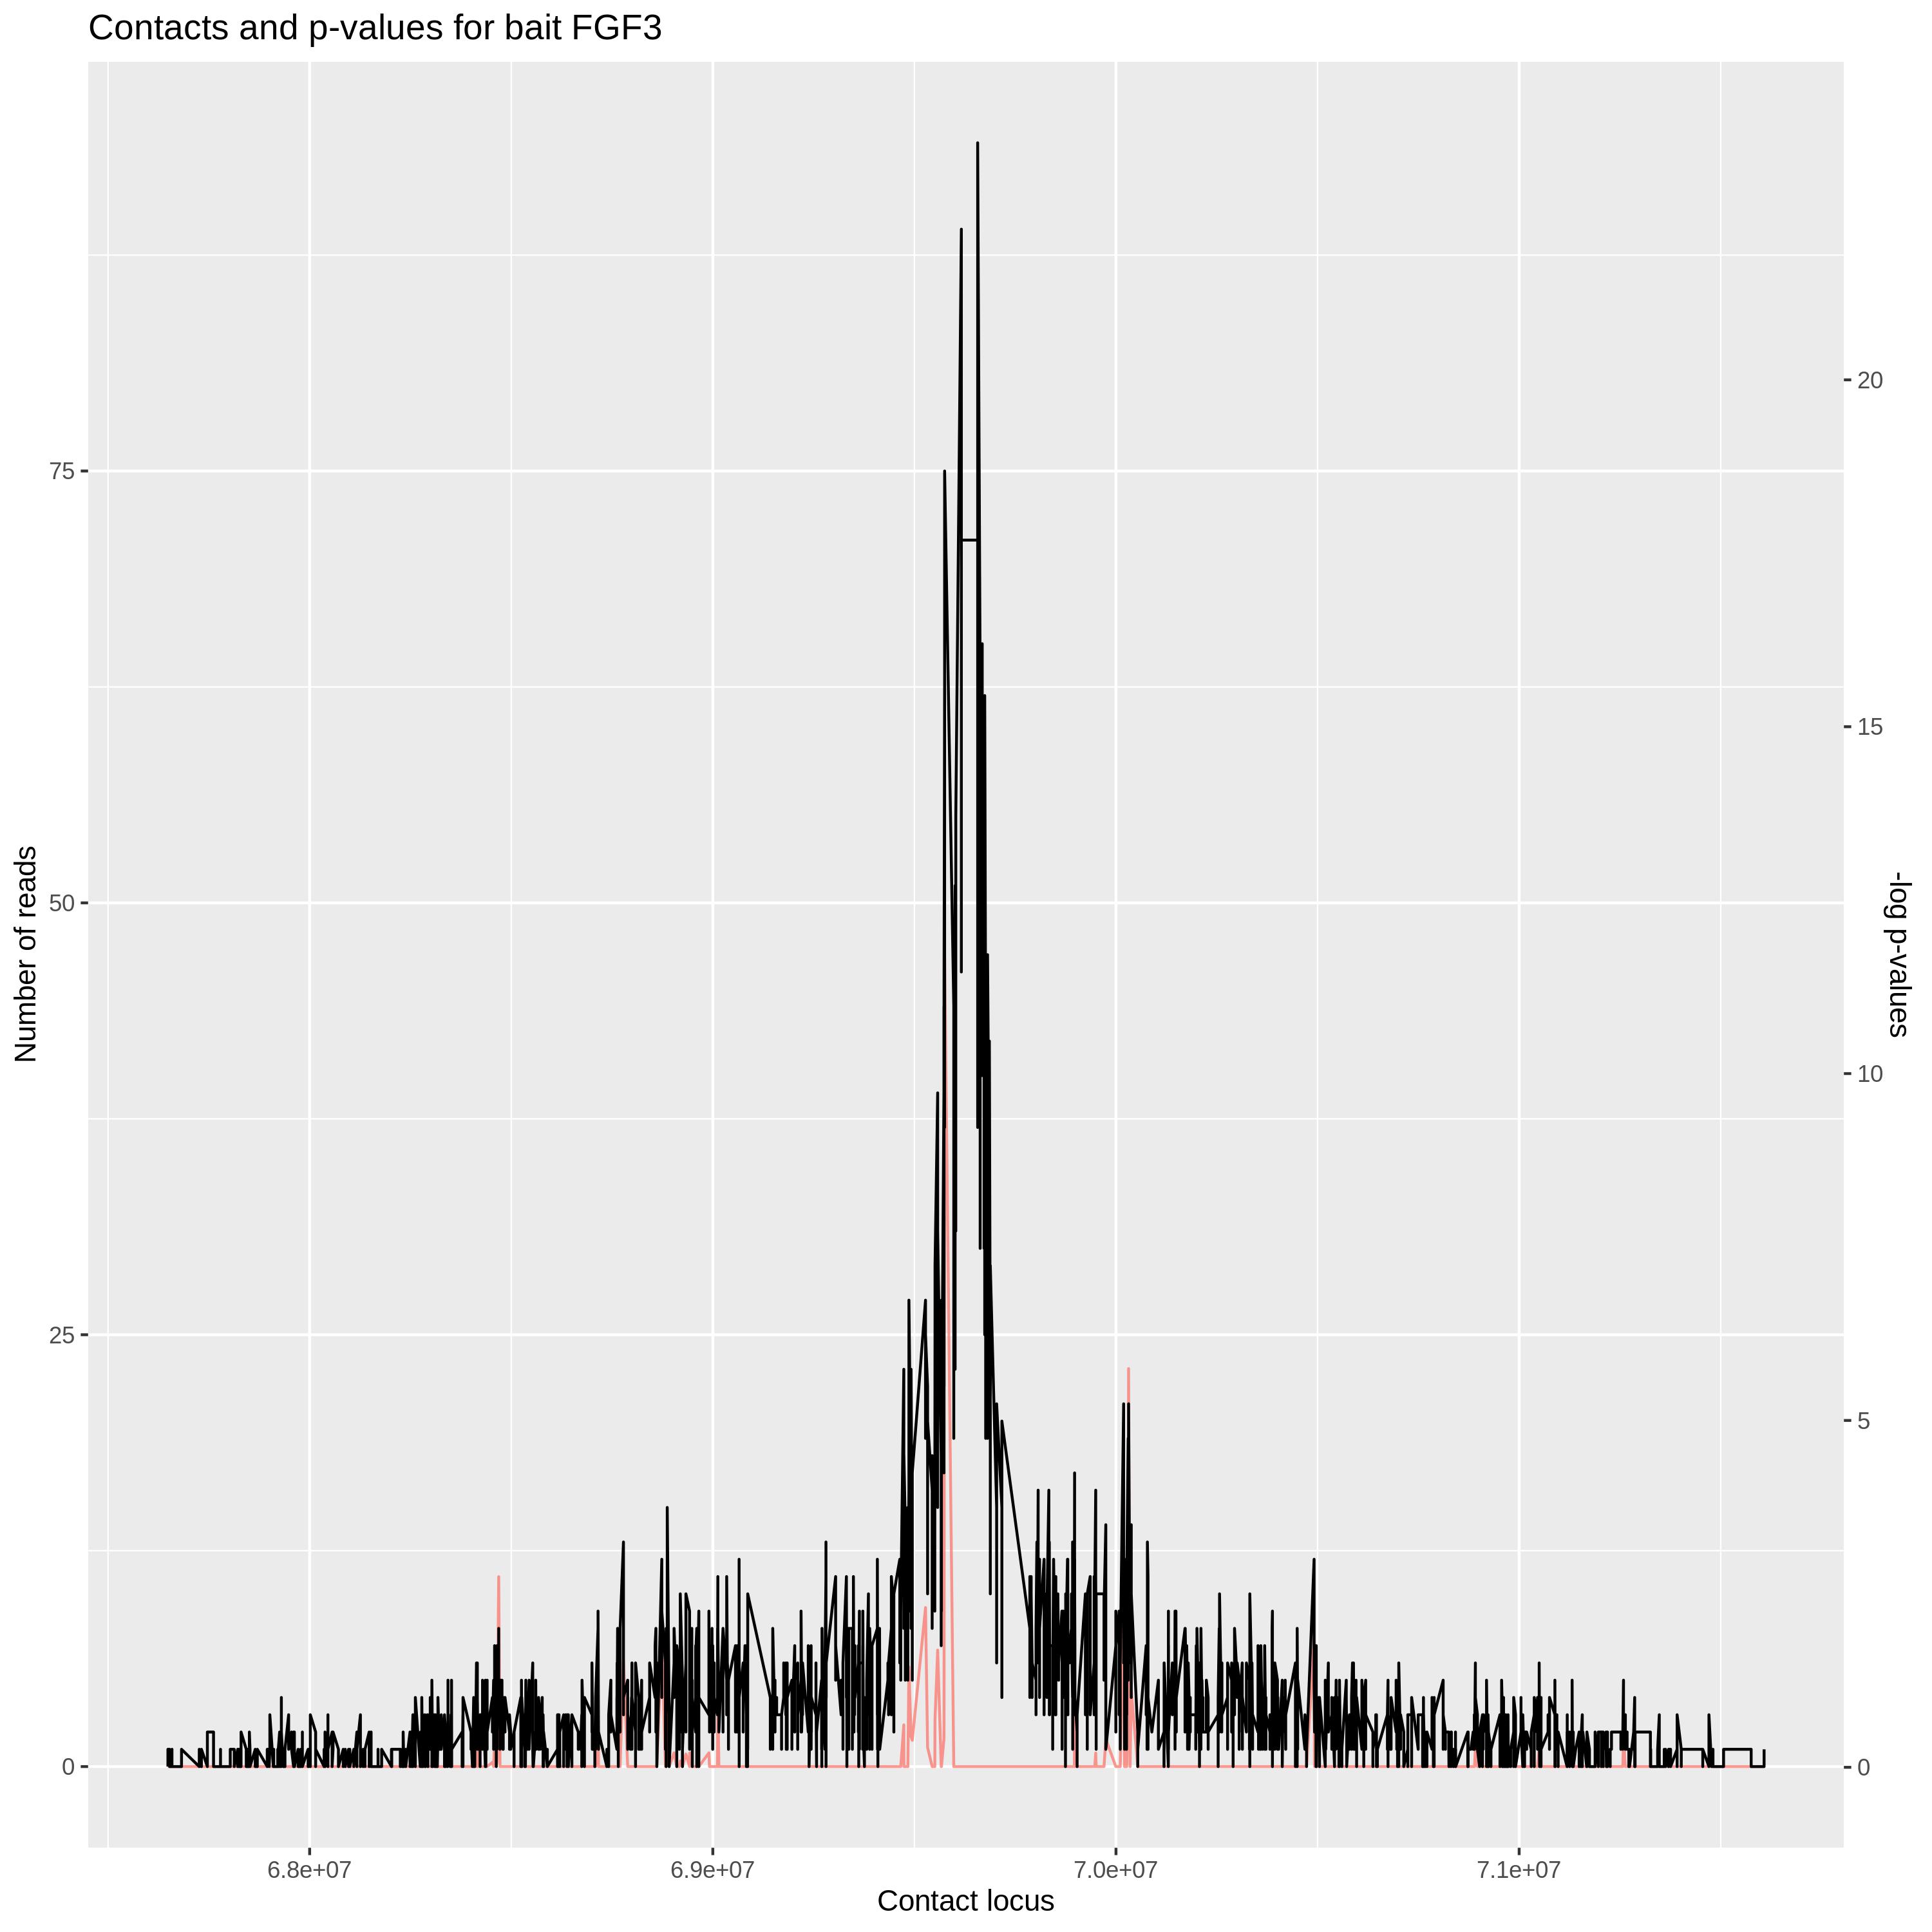 Contacts and p-values for bait FGF3
Number of reads
75
50
25
0
20
15
10
5
0
-log p-values
6.8e+07
6.9e+07
7.0e+07
7.1e+07
Contact locus